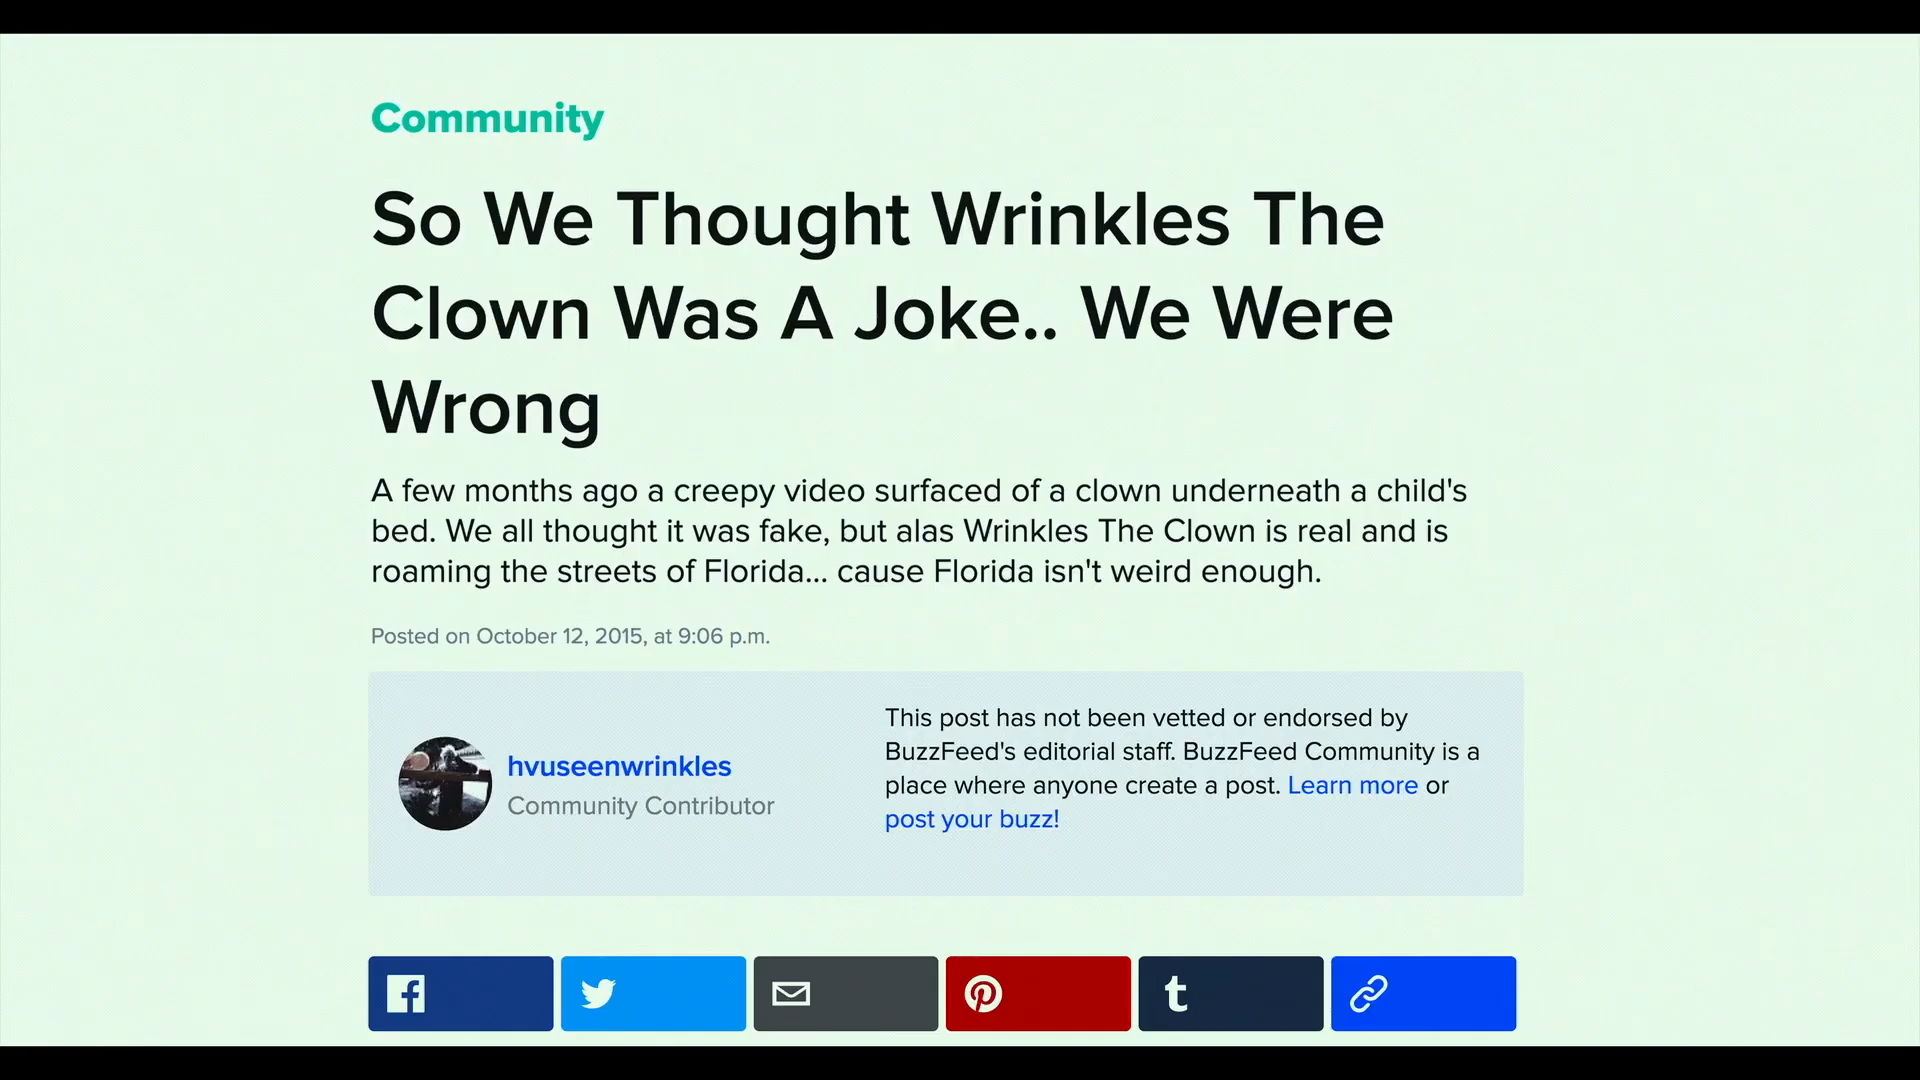 Community
So We Thought Wrinkles The
Clown Was A Joke.. We Were
Wrong
A few months ago a creepy video surfaced of a clown underneath a child's
bed. We all thought it was fake, but alas Wrinkles The Clown is real and is
roaming the streets of Florida... cause Florida isn't weird enough.
Posted on October 12, 2015, at 9:06 p.m.
hvuseenwrinkles
Community Contributor
This post has not been vetted or endorsed by
BuzzFeed's editorial staff. BuzzFeed Community is a
place where anyone create a post. Learn more or
post your buzz!